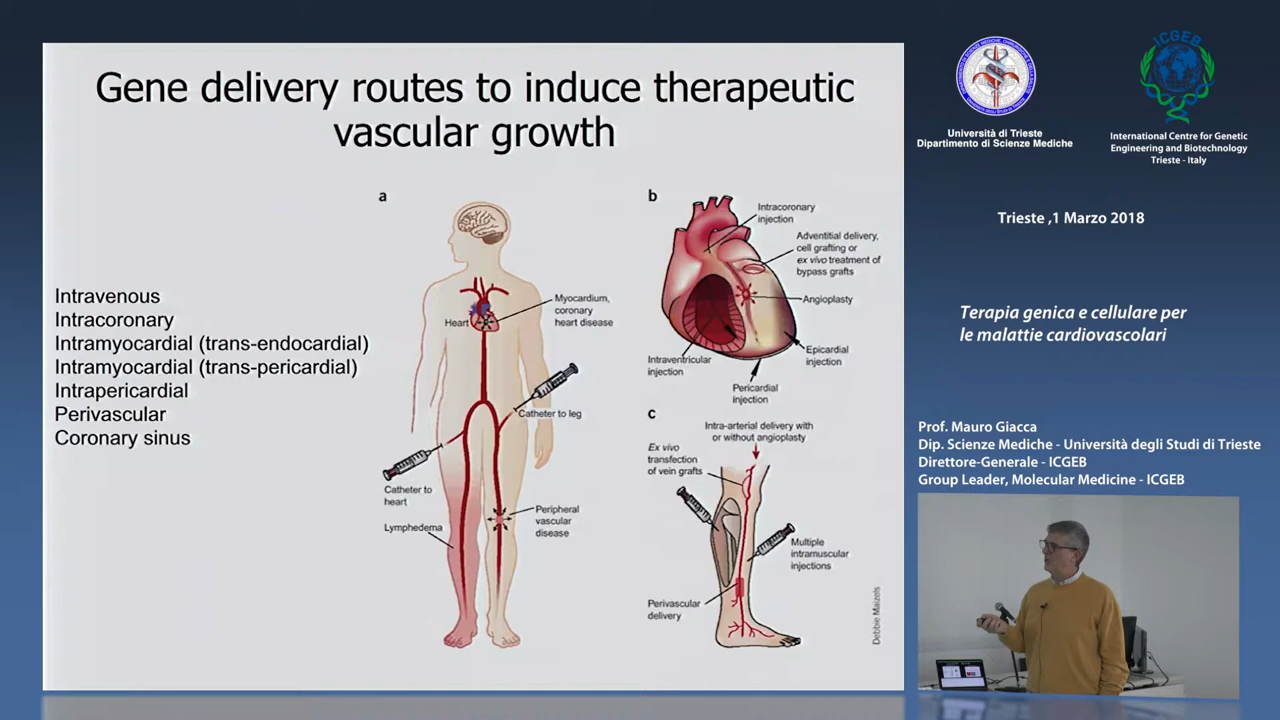 Gene delivery routes to induce therapeutic
vascular growth
Intravenous
Intracoronary
Intramyocardial (trans-endocardial)
Intramyocardial (trans-pericardial)
Intrapericardial
Perivascular
Coronary sinus
a
Heart
Myocardium,
coronary
heart disease
Catheter to leg
Catheter to
heart
Lymphedema
Peripheral
vascular
disease
b
Intracoronary
injection
Adventitial delivery,
cell grafting or
ex vivo treatment of
bypass grafts
Angioplasty
Epicardial
injection
Intraventricular
injection
Pericardial
injection
c
Intra-arterial delivery with
or without angioplasty
Ex vivo
transfection
of vein grafts
Multiple
intramuscular
injections
Perivascular
delivery
Debbie Maizels
Università di Trieste
Dipartimento di Scienze Mediche
ICGEB
International Centre for Genetic
Engineering and Biotechnology
Trieste - Italy
Trieste ,1 Marzo 2018
Terapia genica e cellulare per
le malattie cardiovascolari
Prof. Mauro Giacca
Dip. Scienze Mediche - Università degli Studi di Trieste
Direttore-Generale - ICGEB
Group Leader, Molecular Medicine - ICGEB